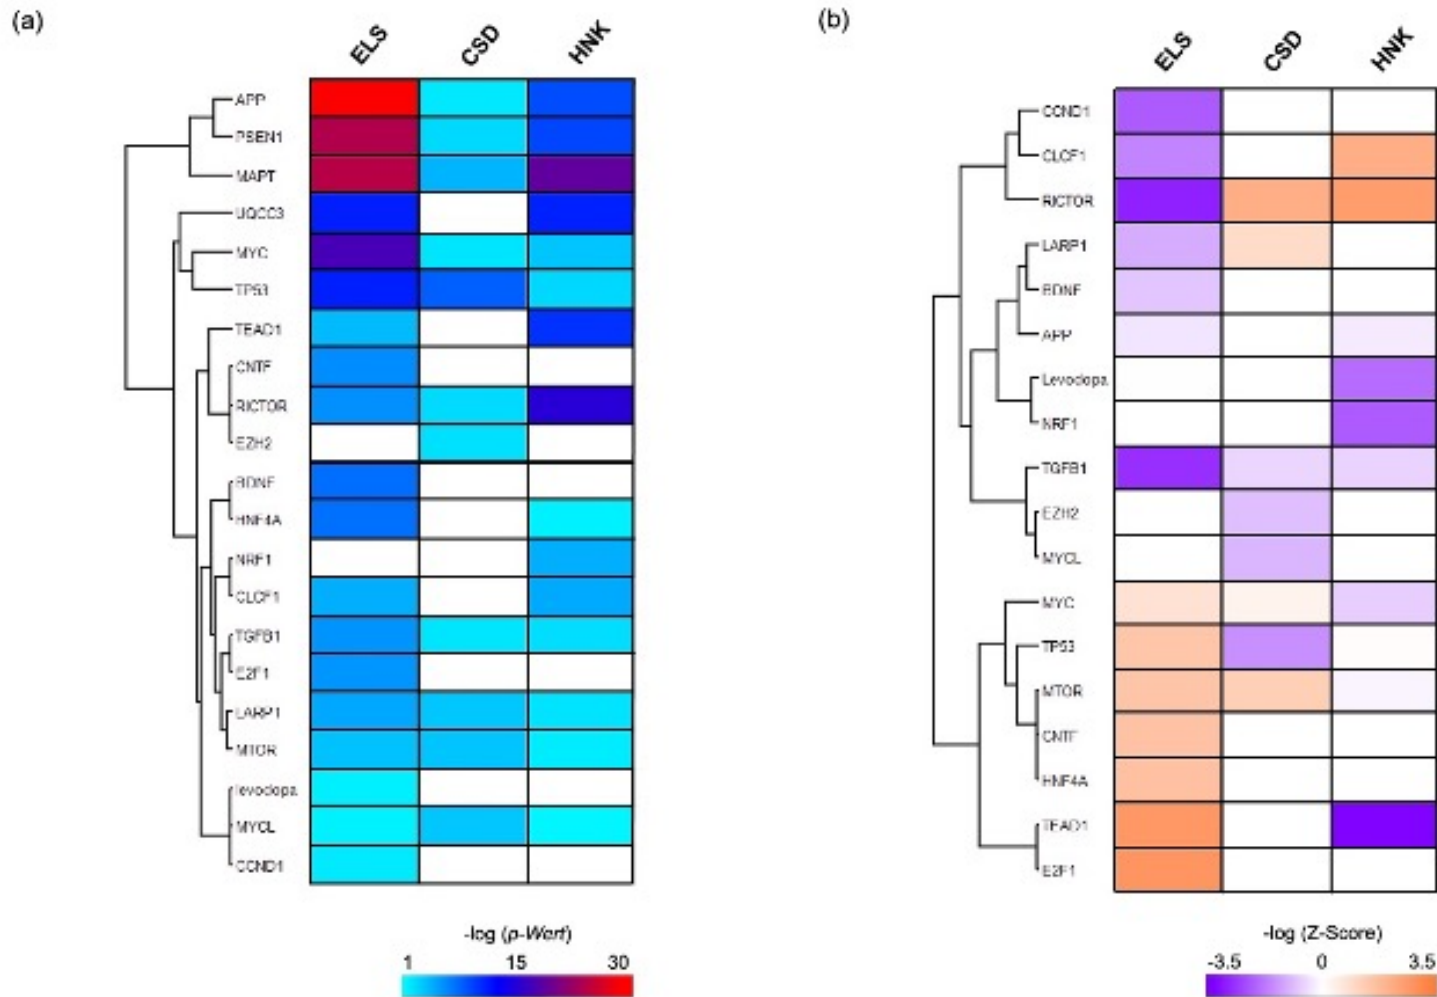 (a)
ELS CSD HNK
APP
PSEN1
MAPT
UQCC3
MYC
TP53
TEAD1
CNTF
RICTOR
EZH2
BDNF
HNF4A
NRF1
CLCF1
TGFB1
E2F1
LARP1
MTOR
levodopa
MYCL
CCND1
-log (p-Wert)
1 15 30
(b)
ELS CSD HNK
CCND1
CLCF1
RICTOR
LARP1
BDNF
APP
Levodopa
NRF1
TGFB1
EZH2
MYCL
MYC
TP53
MTOR
CNTF
HNF4A
TEAD1
E2F1
-log (Z-Score)
-3.5 0 3.5